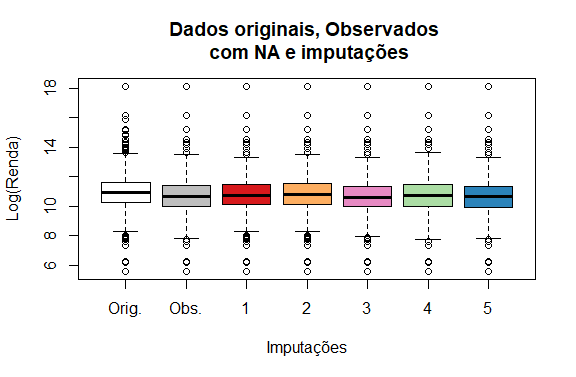 Dados originais, Observados
com NA e imputações
Log(Renda)
18
14
10
8
6
Orig. Obs. 1 2 3 4 5
Imputações